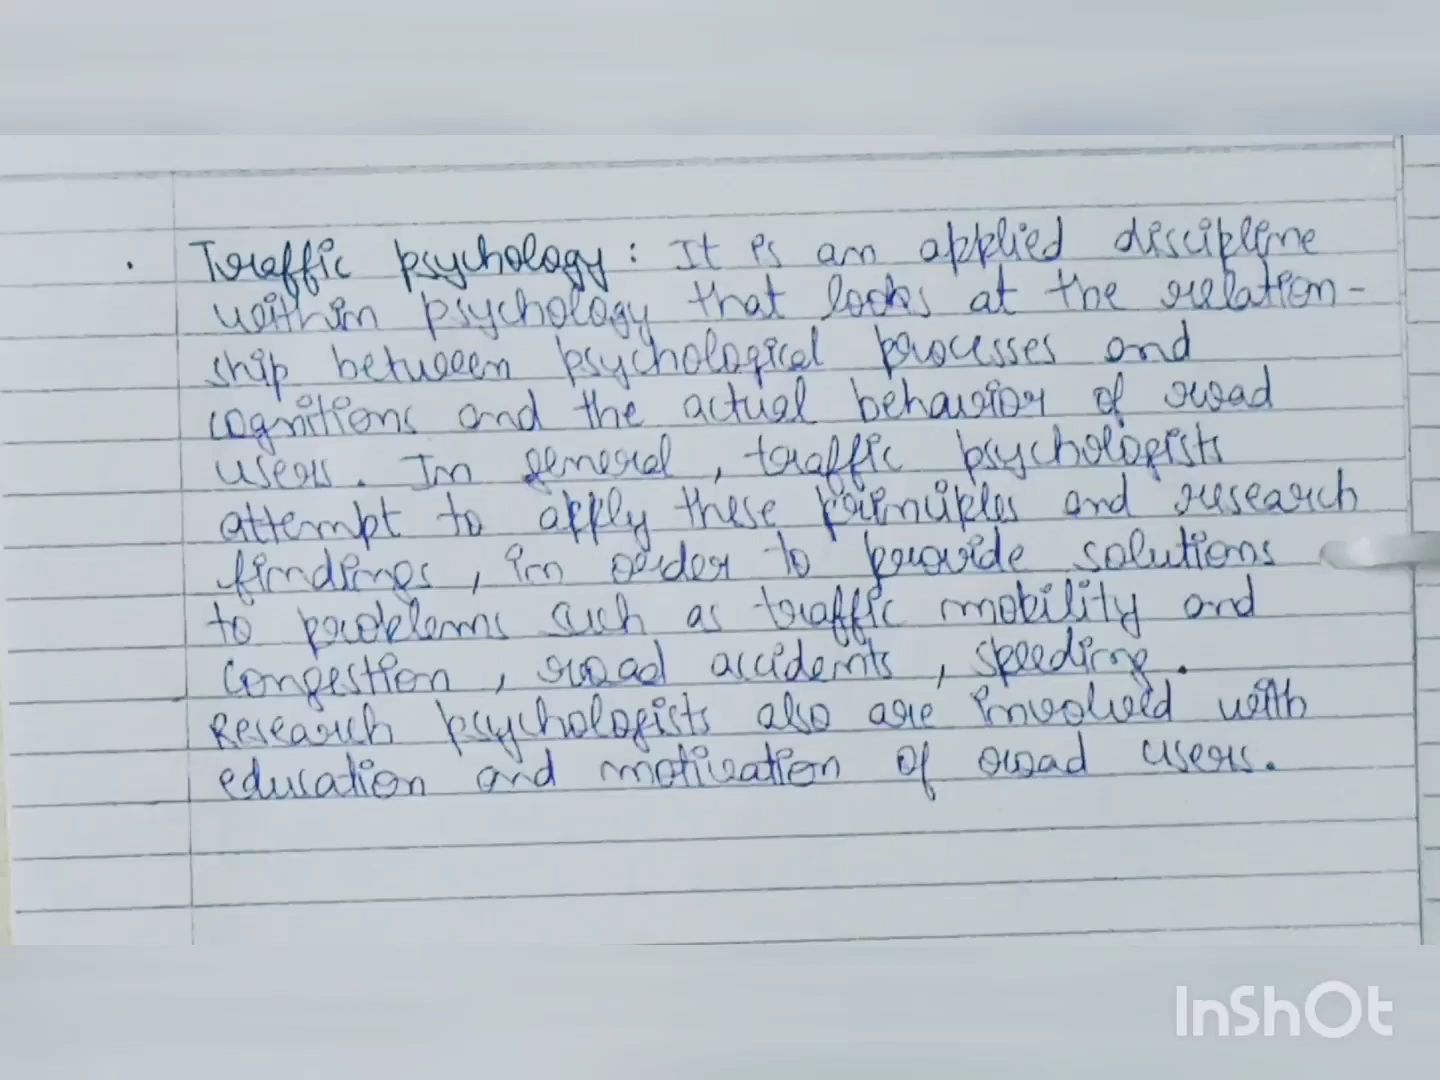 . Traffic psychology : It is an applied discipline
within psychology that looks at the relation-
ship between psychological processes and
cognitions and the actual behavior of road
users. In general, traffic psychologists
attempt to apply these principles and research
findings, in order to provide solutions
to problems such as traffic mobility and
congestion, road accidents, speeding.
Research psychologists also are involved with
education and motivation of road users.
InShOt